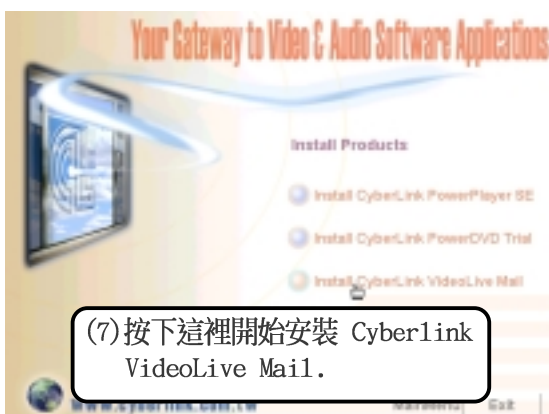 Your Gateway to Video & Audio Software Applications
Install Products
Install CyberLink PowerPlayer SE
Install CyberLink PowerDVD Trial
Install CyberLink VideoLive Mail
(7)按下這裡開始安裝 Cyberlink
VideoLive Mail.
www.cyberlink.com.tw
MainMenu Exit